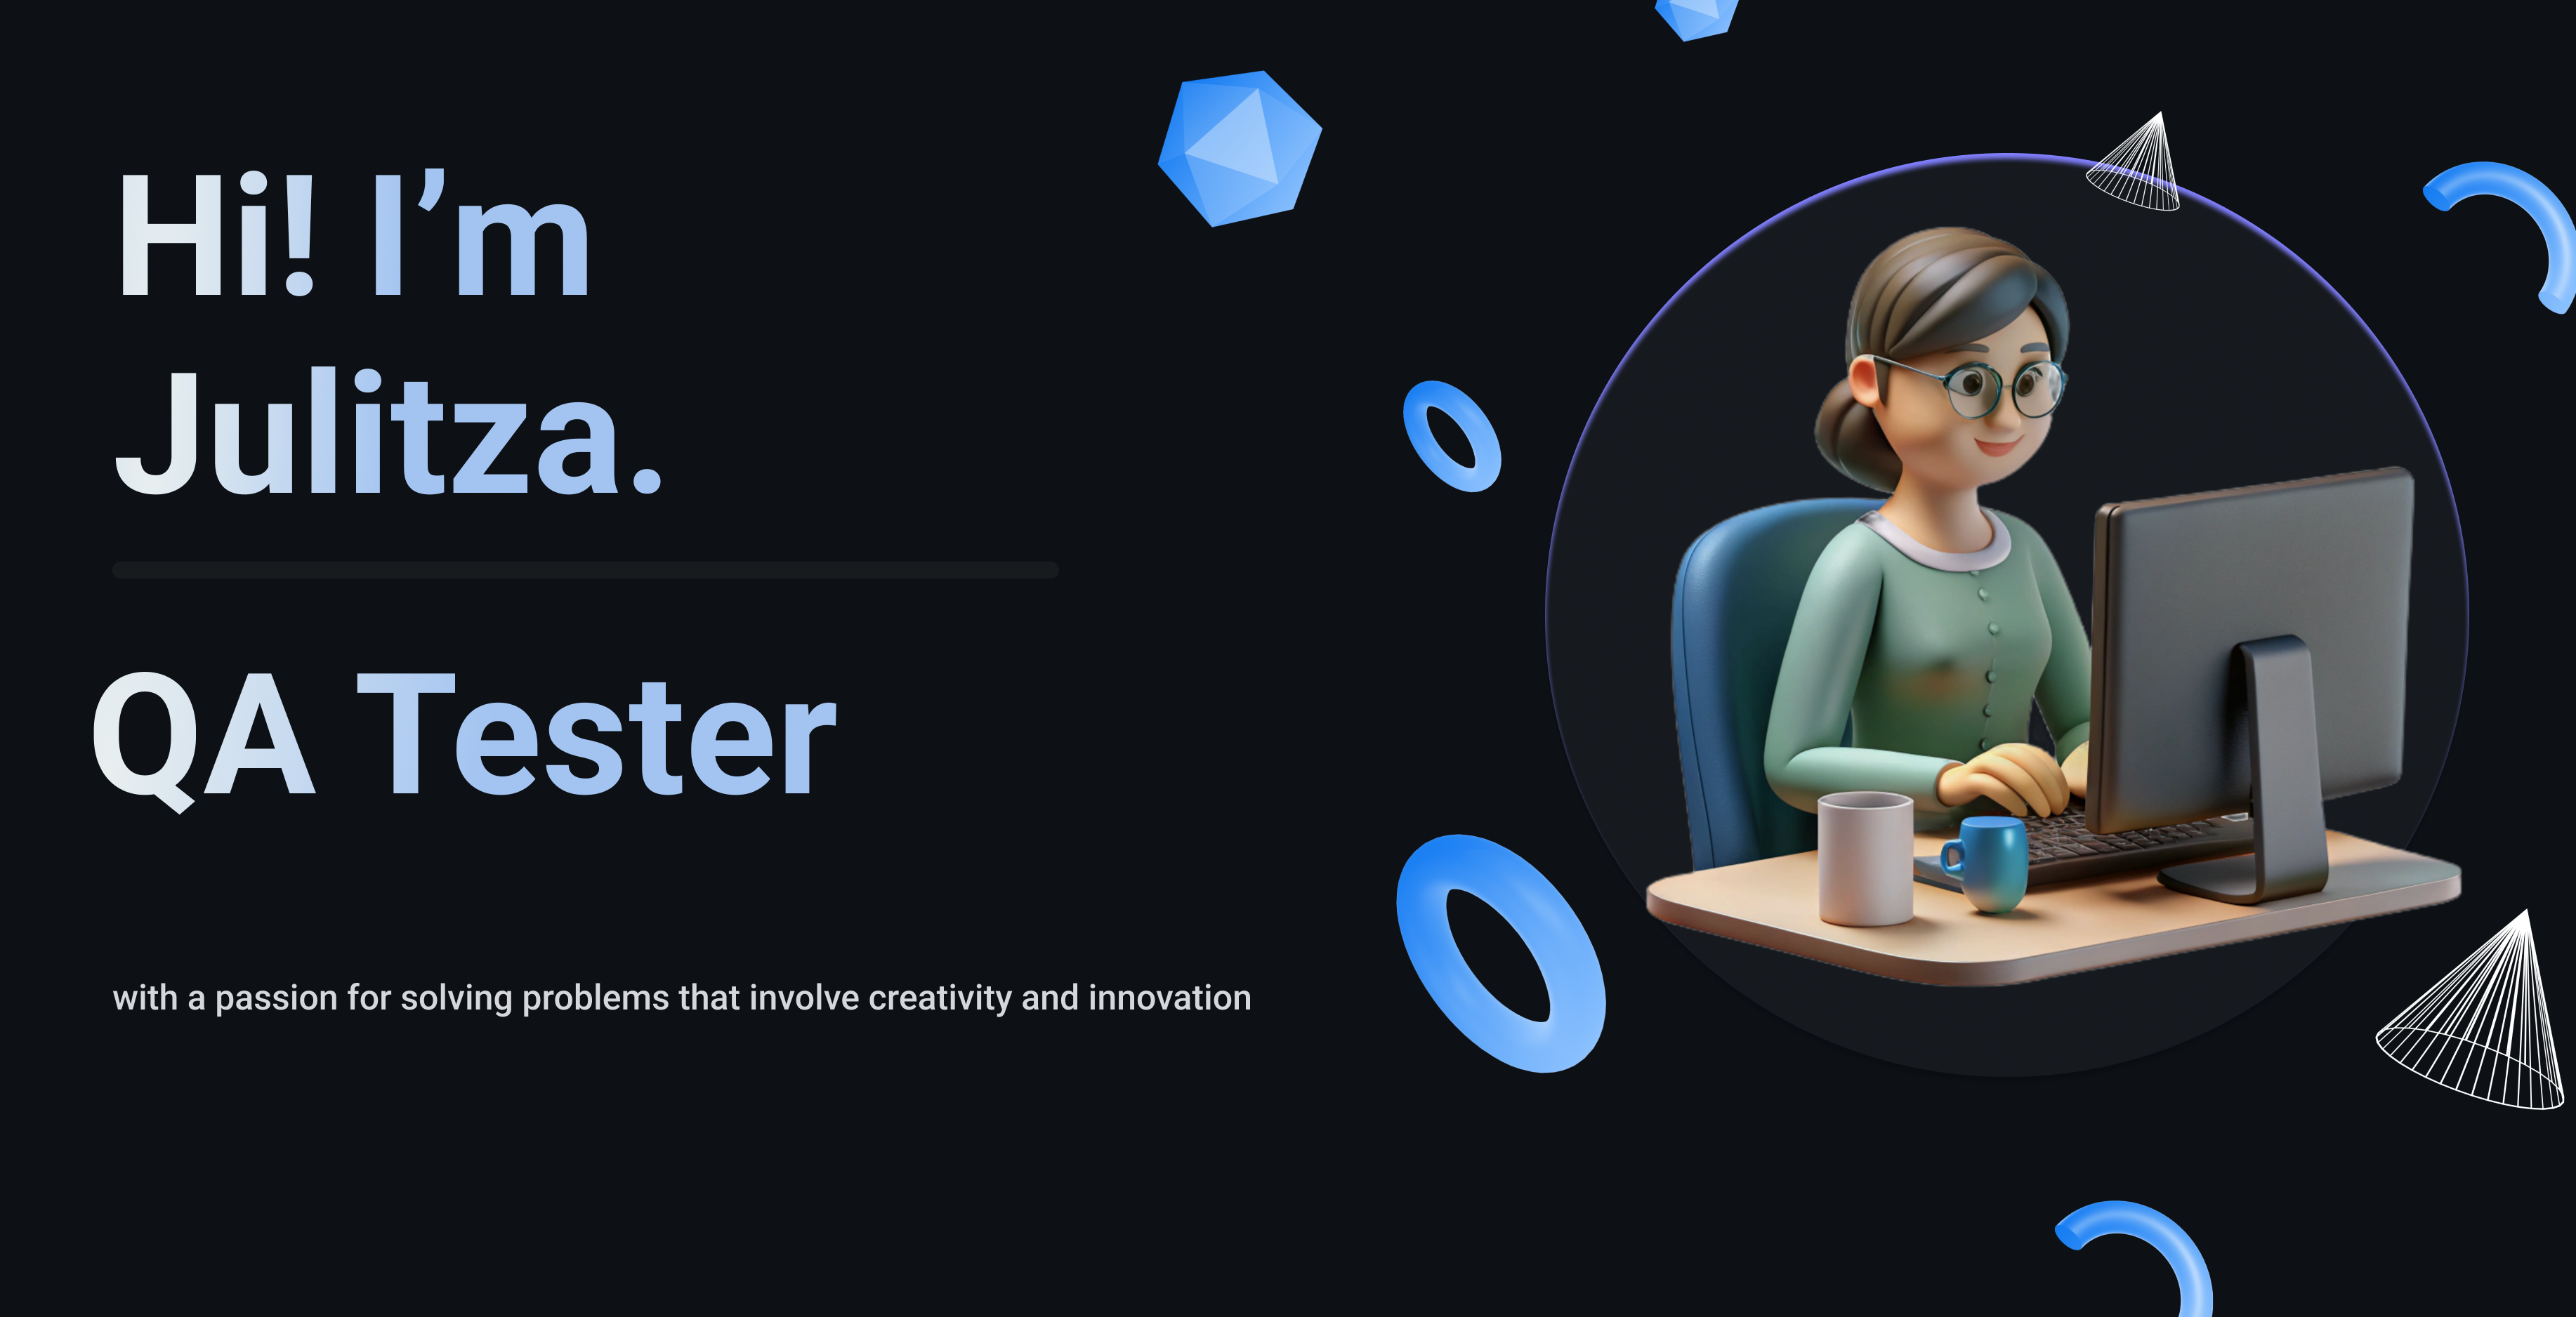 Hi! I’m
Julitza.
QA Tester
with a passion for solving problems that involve creativity and innovation